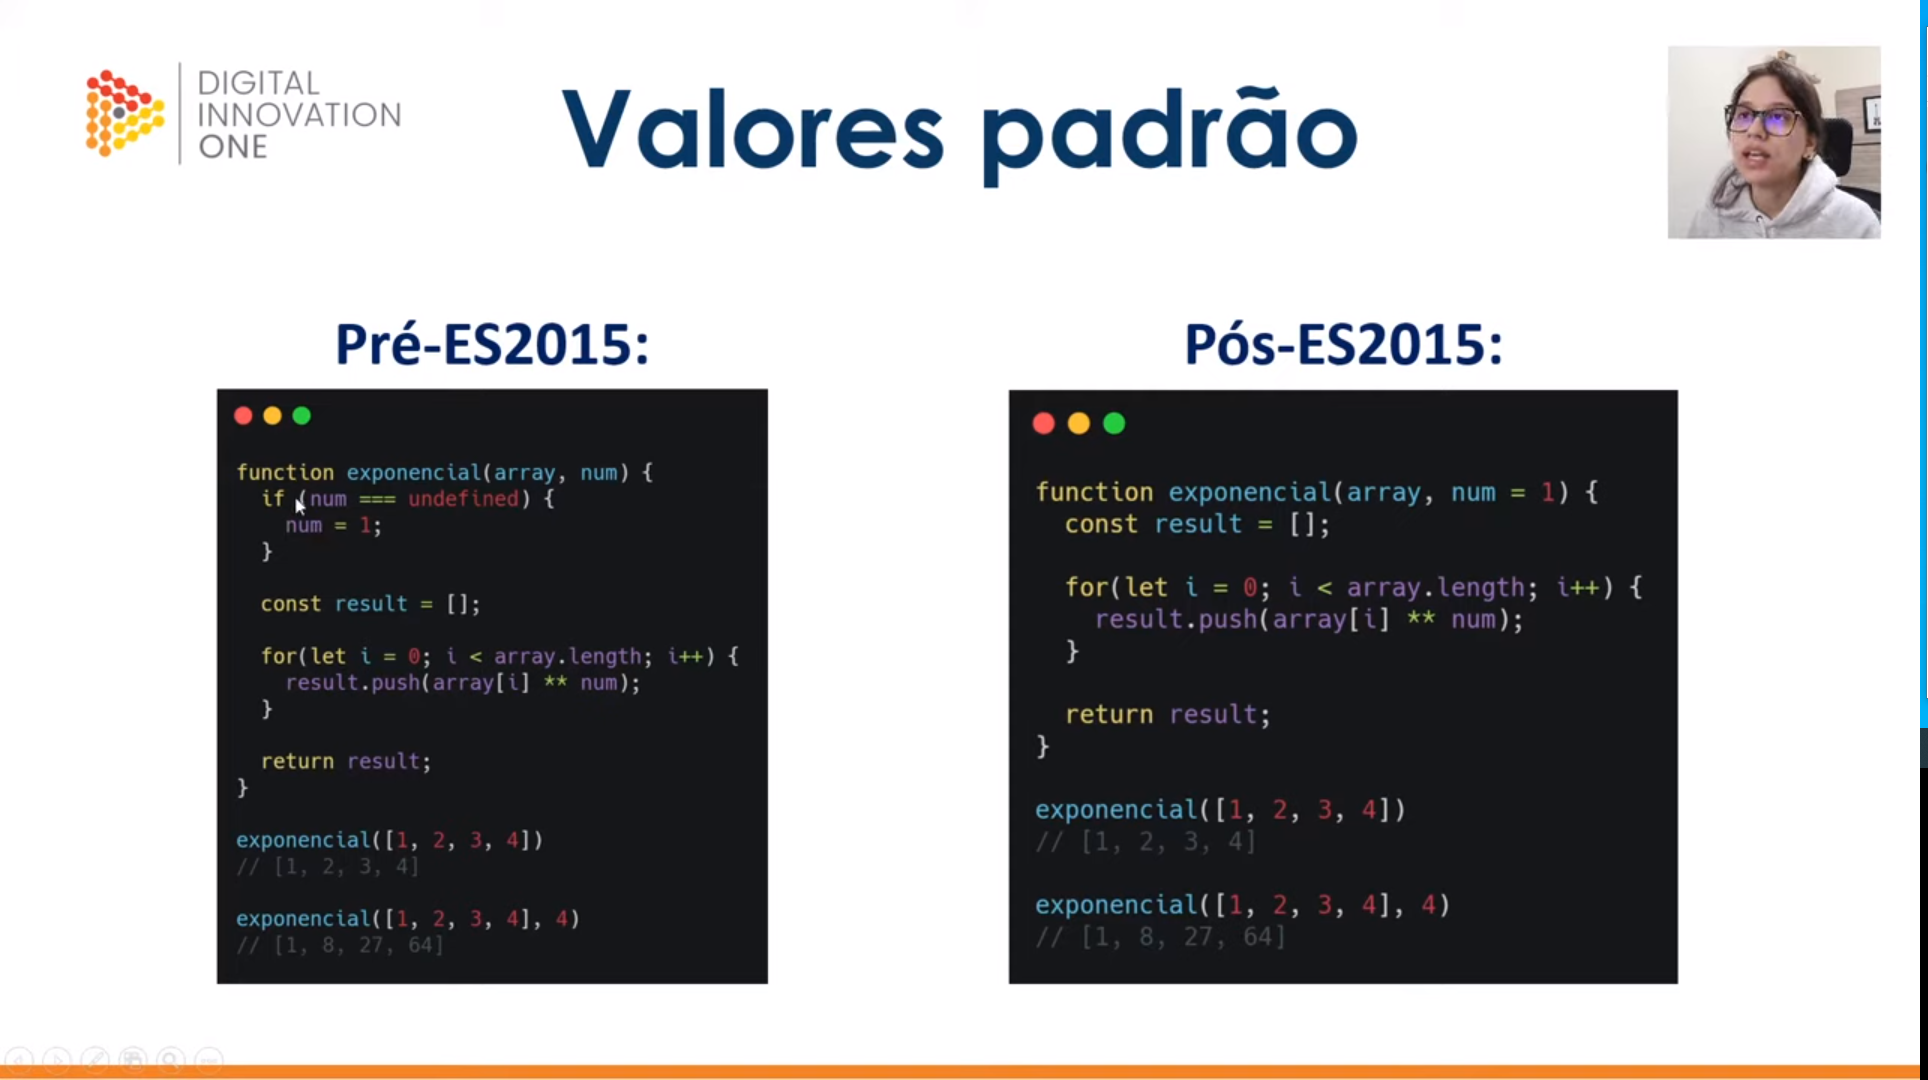 DIGITAL
INNOVATION
ONE
Valores padrão
Pré-ES2015:
function exponencial(array, num) {
  if (num === undefined) {
    num = 1;
  }

  const result = [];

  for(let i = 0; i < array.length; i++) {
    result.push(array[i] ** num);
  }

  return result;
}

exponencial([1, 2, 3, 4])
// [1, 2, 3, 4]

exponencial([1, 2, 3, 4], 4)
// [1, 8, 27, 64]
Pós-ES2015:
function exponencial(array, num = 1) {
  const result = [];

  for(let i = 0; i < array.length; i++) {
    result.push(array[i] ** num);
  }

  return result;
}

exponencial([1, 2, 3, 4])
// [1, 2, 3, 4]

exponencial([1, 2, 3, 4], 4)
// [1, 8, 27, 64]